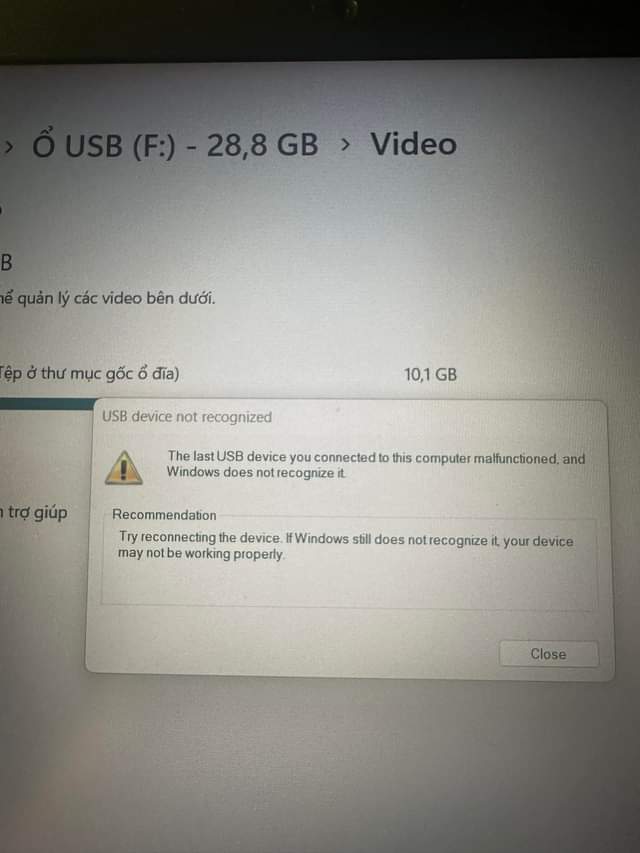 > Ổ USB (F:) - 28,8 GB > Video
B
quản lý các video bên dưới.
ở thư mục gốc ổ đĩa) 10,1 GB
USB device not recognized
The last USB device you connected to this computer malfunctioned, and
Windows does not recognize it.
trợ giúp
Recommendation
Try reconnecting the device. If Windows still does not recognize it, your device
may not be working properly.
Close